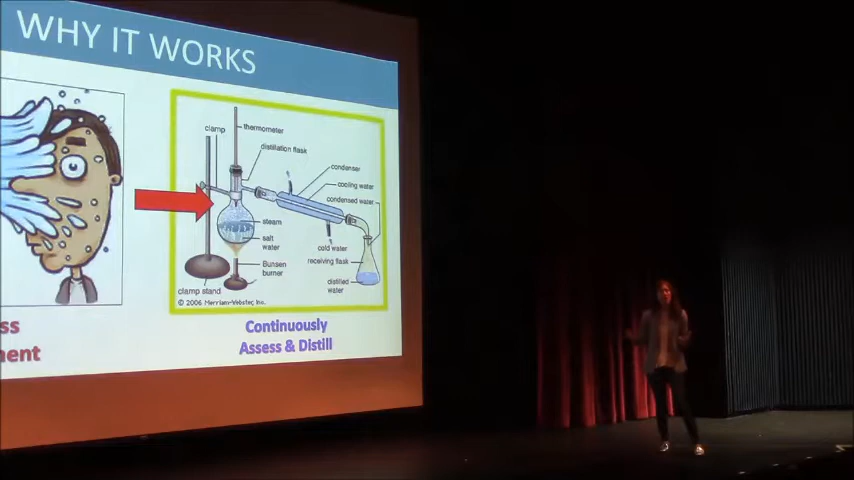 WHY IT WORKS
clamp
thermometer
distillation flask
condenser
cooling water
condensed water
steam
salt
water
cold water
receiving flask
Bunsen
burner
clamp stand
distilled
water
© 2006 Merriam-Webster, Inc.
ss
ent
Continuously
Assess & Distill